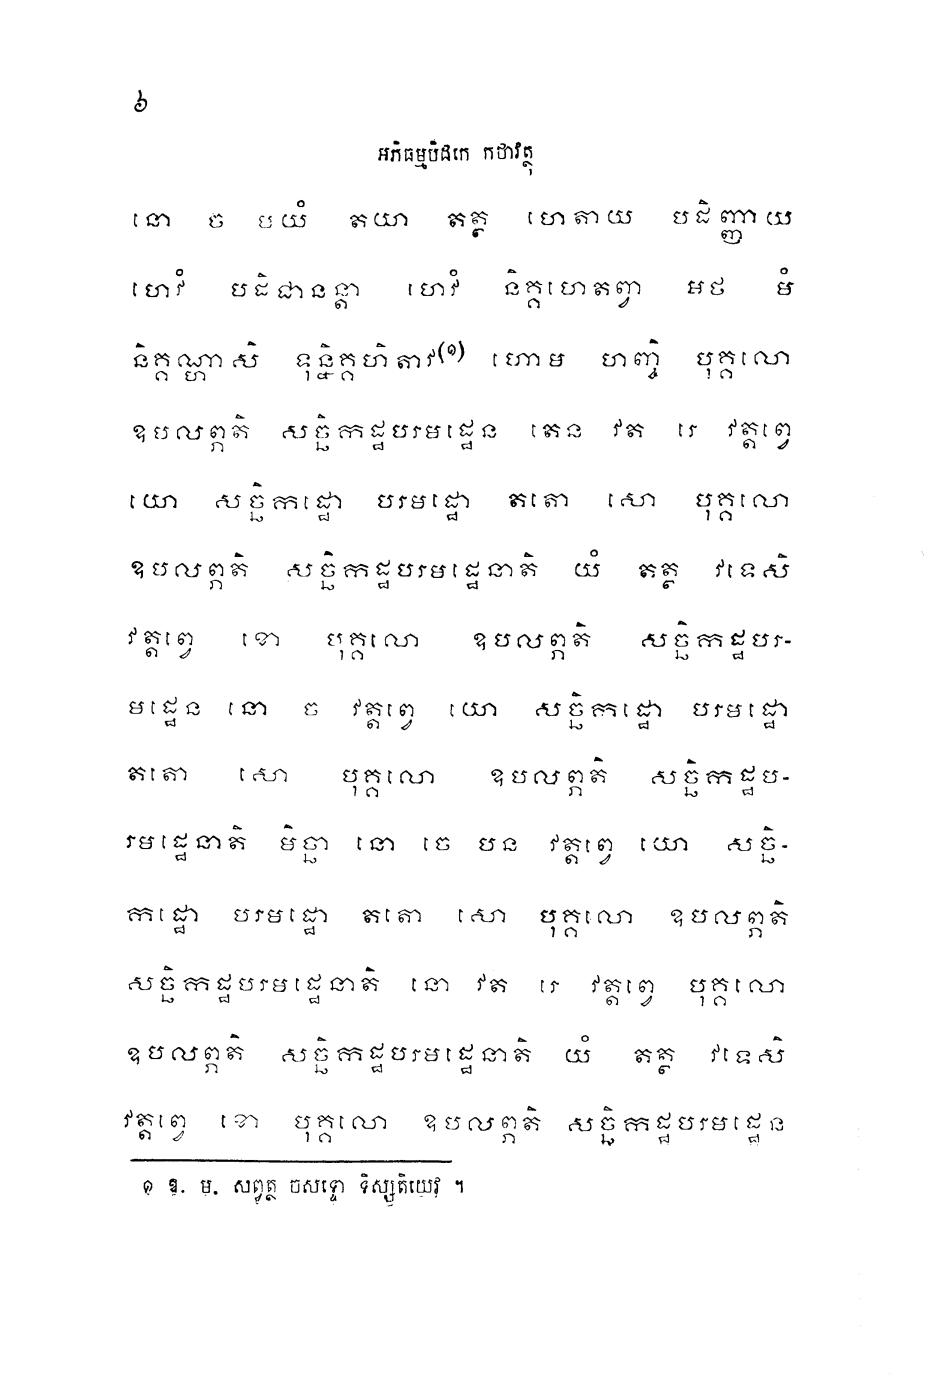 ៦
អភិធម្មបិដកេ កថាវត្ថុ
នោ ច មយំ តយា តត្ថ ហេតាយ បដិញ្ញាយ
ហេវំ បដិជានន្តា ហេវំ និគ្គហេតព្វា អថ មំ
និគ្គណ្ហាសិ ទុន្និគ្គហិតាវ(១) ហោម ហញ្ចិ បុគ្គលោ
ឧបលព្ភតិ សច្ឆិកដ្ឋបរមដ្ឋេន តេន វត រេ វត្តព្វេ
យោ សច្ឆិកដ្ឋោ បរមដ្ឋោ តតោ សោ បុគ្គលោ
ឧបលព្ភតិ សច្ឆិកដ្ឋបរមដ្ឋេនាតិ យំ តត្ថ វទេសិ
វត្តព្វេ ខោ បុគ្គលោ ឧបលព្ភតិ សច្ឆិកដ្ឋបរ-
មដ្ឋេន នោ ច វត្តព្វេ យោ សច្ឆិកដ្ឋោ បរមដ្ឋោ
តតោ សោ បុគ្គលោ ឧបលព្ភតិ សច្ឆិកដ្ឋប-
រមដ្ឋេនាតិ មិច្ឆា នោ ចេ បន វត្តព្វេ យោ សច្ឆិ-
កដ្ឋោ បរមដ្ឋោ តតោ សោ បុគ្គលោ ឧបលព្ភតិ
សច្ឆិកដ្ឋបរមដ្ឋេនាតិ នោ វត រេ វត្តព្វេ បុគ្គលោ
ឧបលព្ភតិ សច្ឆិកដ្ឋបរមដ្ឋេនាតិ យំ តត្ថ វទេសិ
វត្តព្វេ ខោ បុគ្គលោ ឧបលព្ភតិ សច្ឆិកដ្ឋបរមដ្ឋេន
១ ឱ. ម. សព្វត្ថ ចសទ្ទោ ទិស្សតិយេវ ។